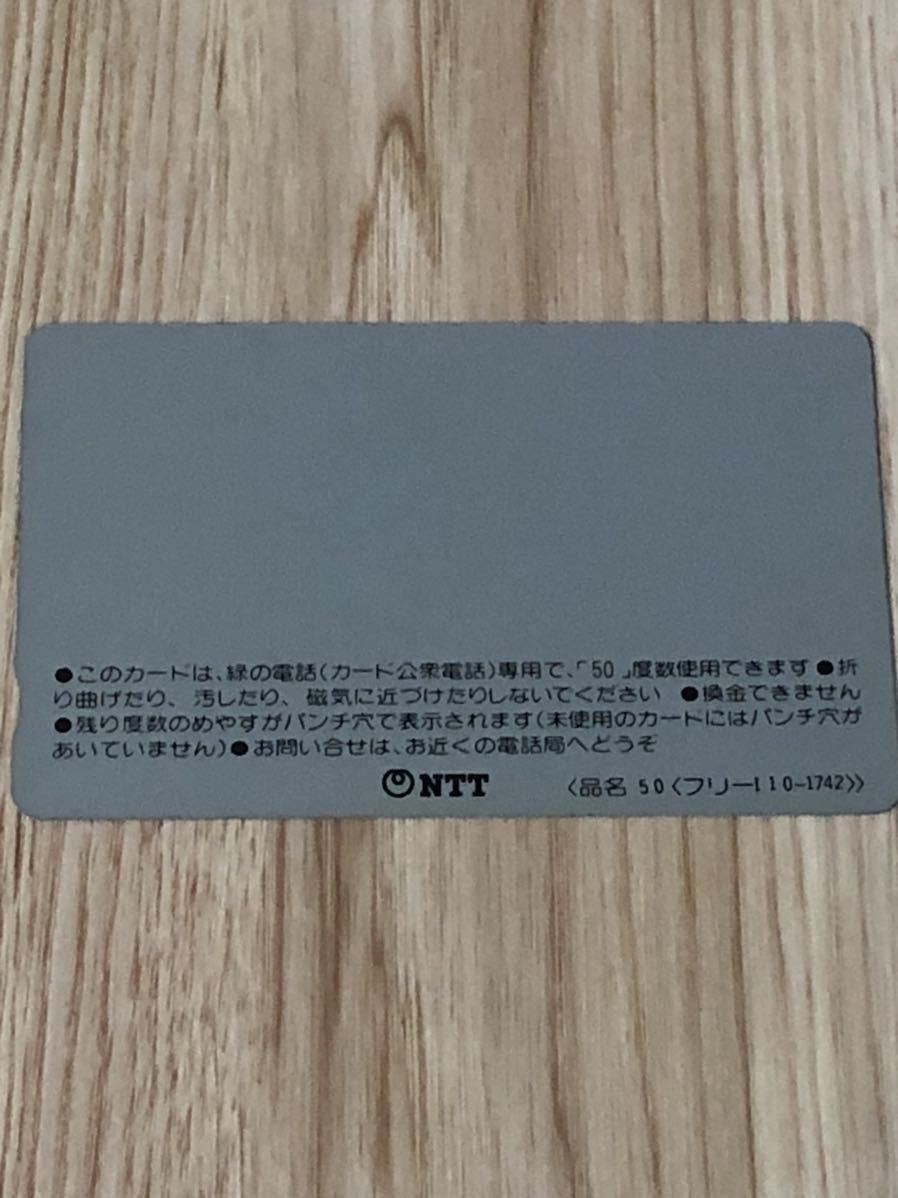 ●このカードは、緑の電話(カード公衆電話)専用で、「50」度数使用できます●折
り曲げたり、汚したり、磁気に近づけたりしないでください ●換金できません
●残り度数のめやすがパンチ穴で表示されます(未使用のカードにはパンチ穴が
あいていません)●お問い合せは、お近くの電話局へどうぞ
NTT 〈品名 50〈フリー110-1742〉〉